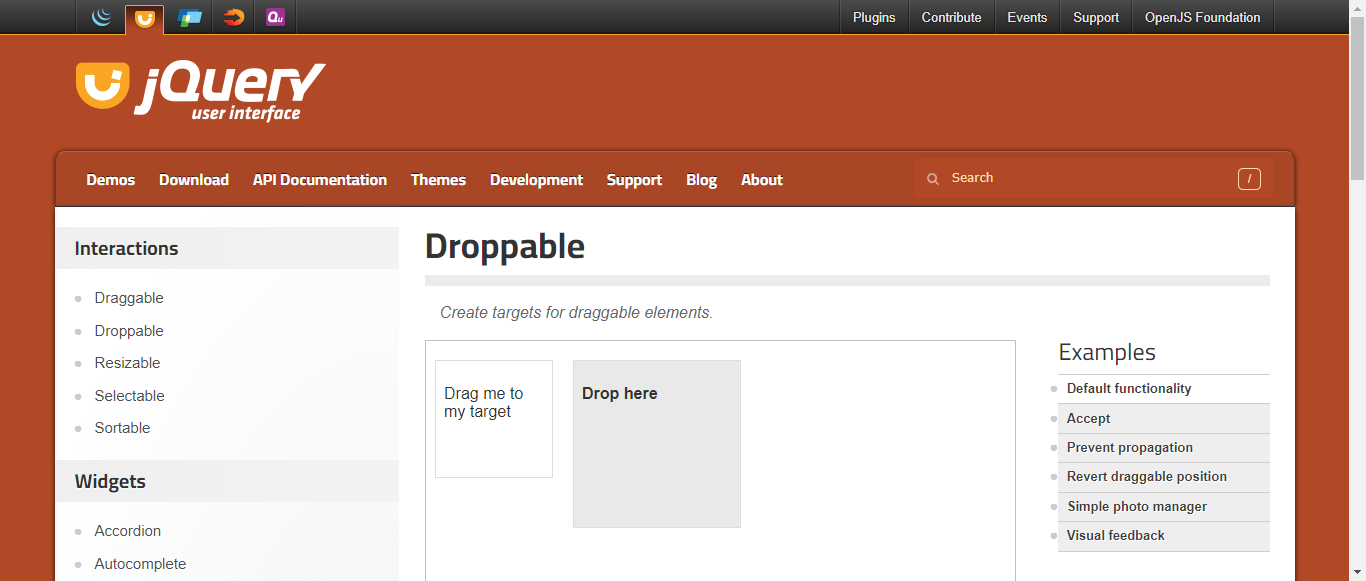 Qu
Plugins
Contribute
Events
Support
OpenJS Foundation
jQuery
user interface
Demos
Download
API Documentation
Themes
Development
Support
Blog
About
Search
/
Interactions
Draggable
Droppable
Resizable
Selectable
Sortable
Widgets
Accordion
Autocomplete
Droppable
Create targets for draggable elements.
Drag me to
my target
Drop here
Examples
Default functionality
Accept
Prevent propagation
Revert draggable position
Simple photo manager
Visual feedback